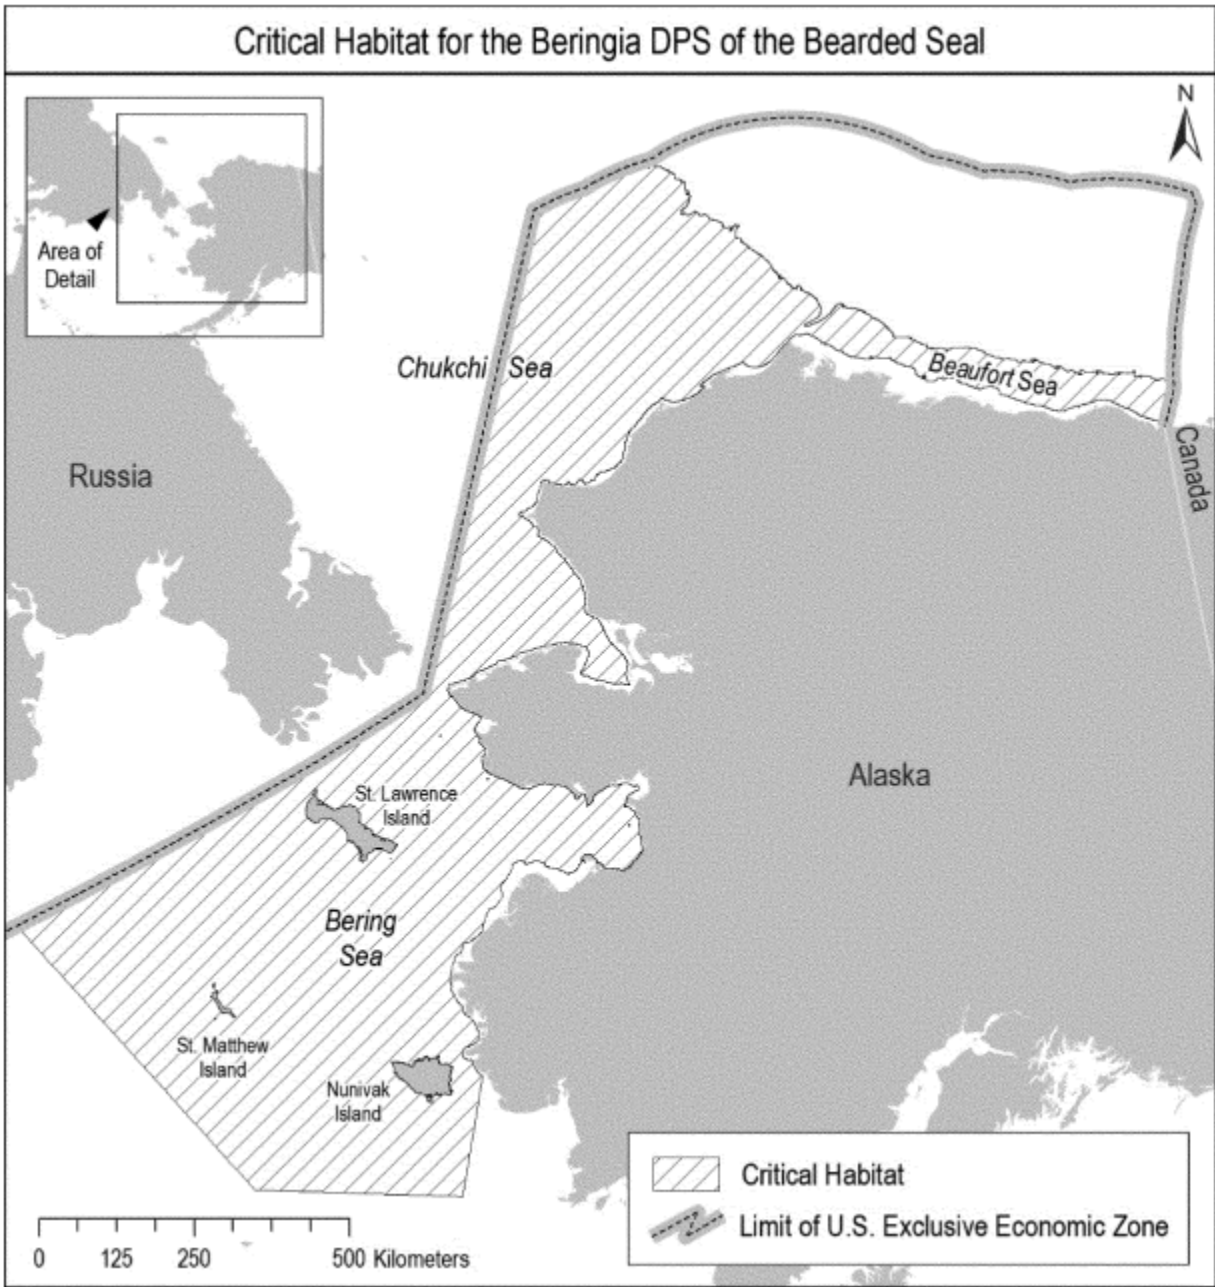 Critical Habitat for the Beringia DPS of the Bearded Seal
N
Area of
Detail
Chukchi Sea
Beaufort Sea
Russia
Canada
Alaska
St. Lawrence
Island
Bering
Sea
St. Matthew
Island
Nunivak
Island
Critical Habitat
Limit of U.S. Exclusive Economic Zone
0 125 250 500 Kilometers